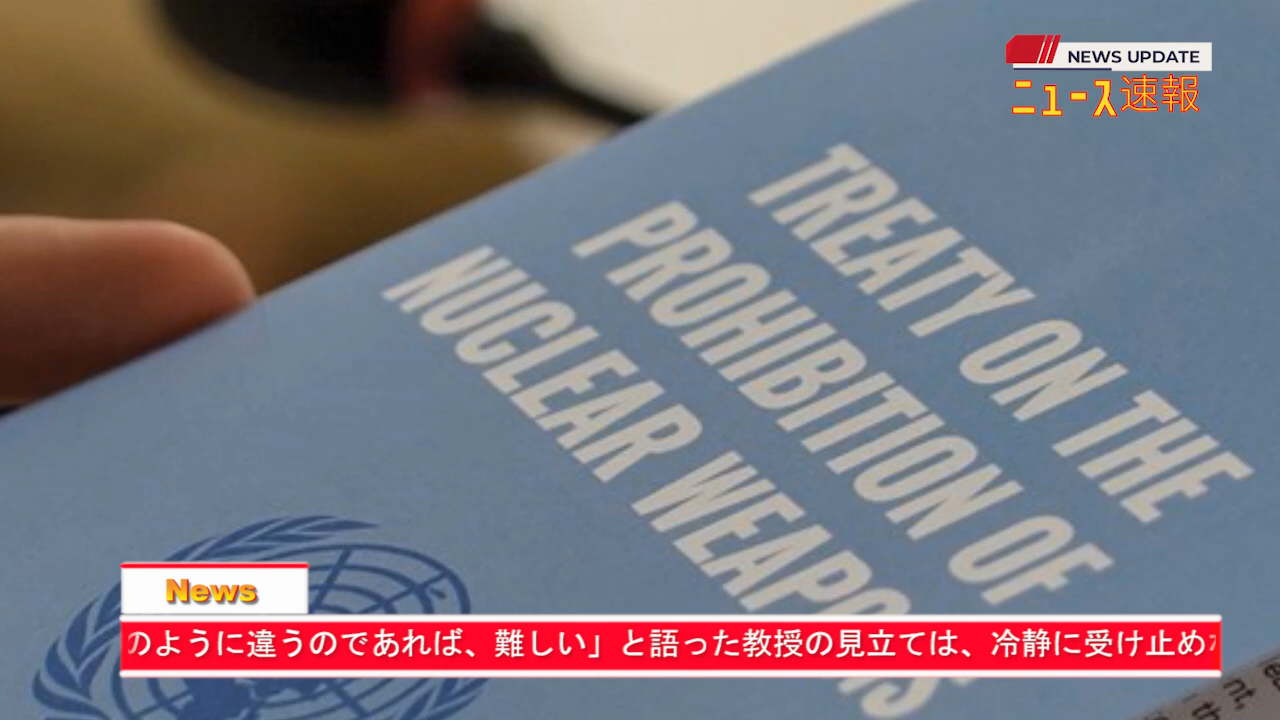 NEWS UPDATE
ニュース速報
TREATY ON THE
PROHIBITION OF
NUCLEAR WEAPONS
News
のように違うのであれば、難しい」と語った教授の見立ては、冷静に受け止め